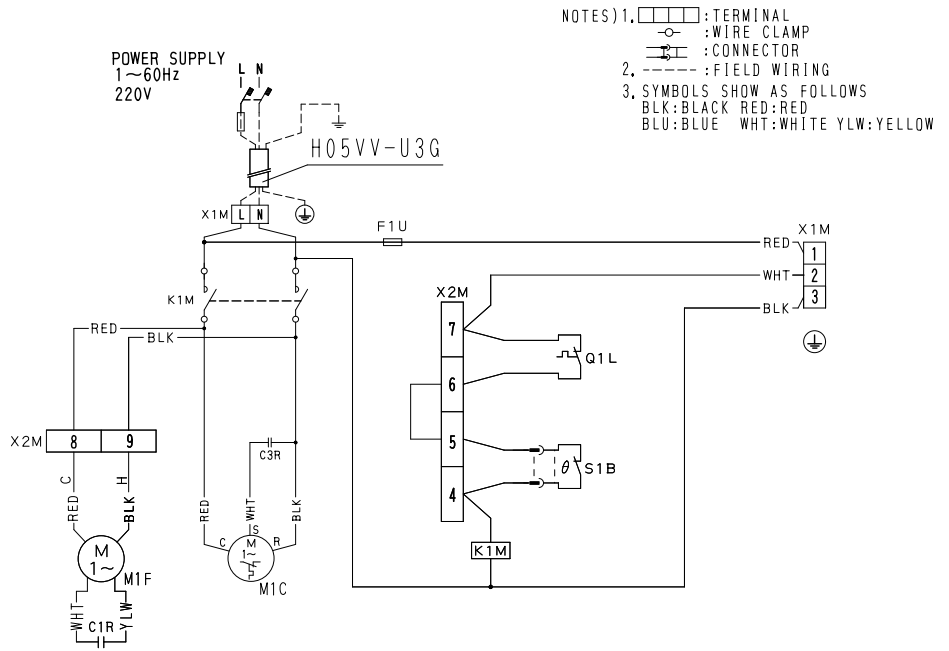 NOTES)1. :TERMINAL
:WIRE CLAMP
:CONNECTOR
2. ------ :FIELD WIRING
3. SYMBOLS SHOW AS FOLLOWS
BLK:BLACK RED:RED
BLU:BLUE WHT:WHITE YLW:YELLOW
POWER SUPPLY
1~60Hz
220V
L N
H05VV-U3G
X1M L N
F1U
X1M
RED 1
WHT 2
BLK 3
K1M
X2M
7
6
5
4
Q1L
θ S1B
K1M
RED
BLK
X2M 8 9
C H
RED BLK
M
1~
M1F
WHT YLW
C1R
C3R
RED WHT BLK
C S R
M
1~
M1C